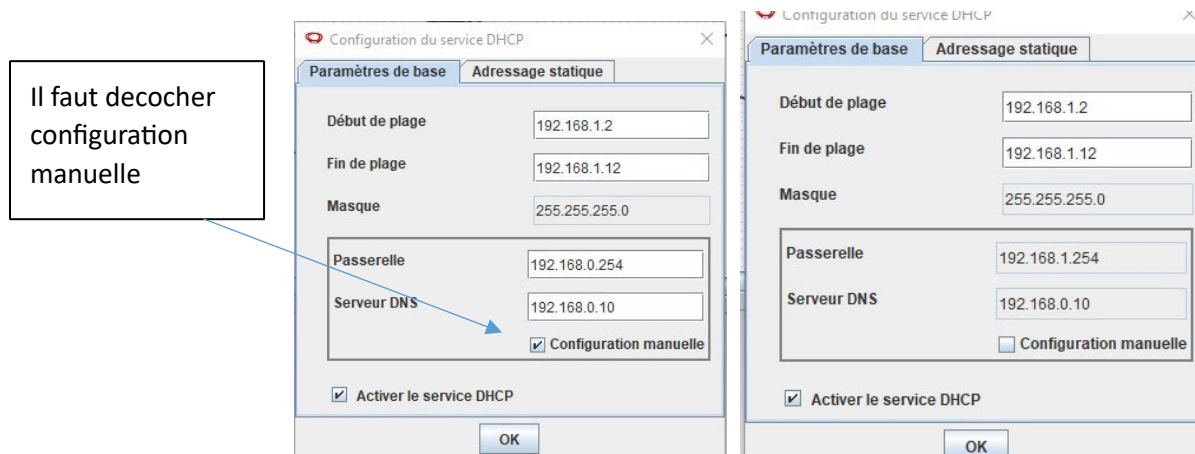 Il faut decocher
configuration
manuelle
Configuration du service DHCP
Paramètres de base
Adressage statique
Début de plage
192.168.1.2
Fin de plage
192.168.1.12
Masque
255.255.255.0
Passerelle
192.168.0.254
Serveur DNS
192.168.0.10
Configuration manuelle
Activer le service DHCP
OK
Configuration du service DHCP
Paramètres de base
Adressage statique
Début de plage
192.168.1.2
Fin de plage
192.168.1.12
Masque
255.255.255.0
Passerelle
192.168.1.254
Serveur DNS
192.168.0.10
Configuration manuelle
Activer le service DHCP
OK